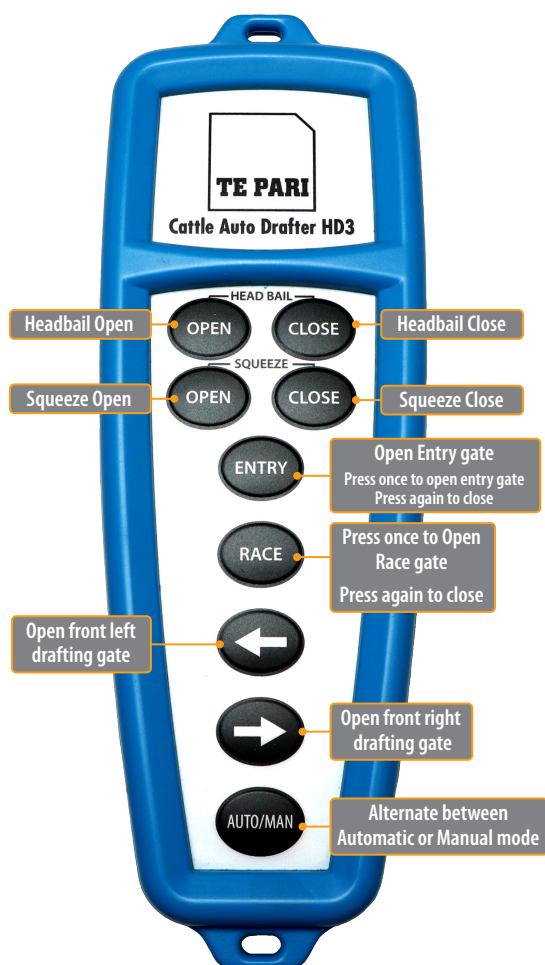 TE PARI
Cattle Auto Drafter HD3
HEAD BAIL
Headbail Open
OPEN
CLOSE
Headbail Close
SQUEEZE
Squeeze Open
OPEN
CLOSE
Squeeze Close
ENTRY
Open Entry gate
Press once to open entry gate
Press again to close
RACE
Press once to Open
Race gate
Press again to close
Open front left
drafting gate
Open front right
drafting gate
AUTO/MAN
Alternate between
Automatic or Manual mode